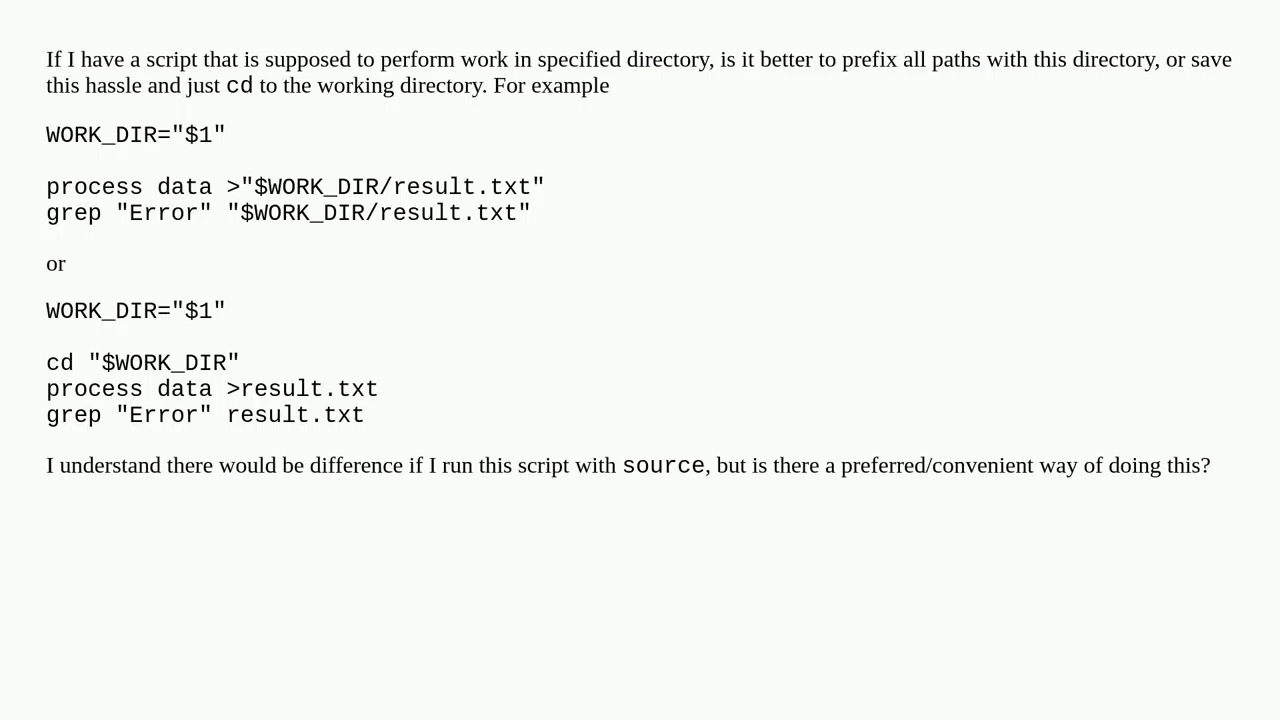 If I have a script that is supposed to perform work in specified directory, is it better to prefix all paths with this directory, or save
this hassle and just cd to the working directory. For example
WORK_DIR="$1"
process data >"$WORK_DIR/result.txt"
grep "Error" "$WORK_DIR/result.txt"
or
WORK_DIR="$1"
cd "$WORK_DIR"
process data >result.txt
grep "Error" result.txt
I understand there would be difference if I run this script with source, but is there a preferred/convenient way of doing this?